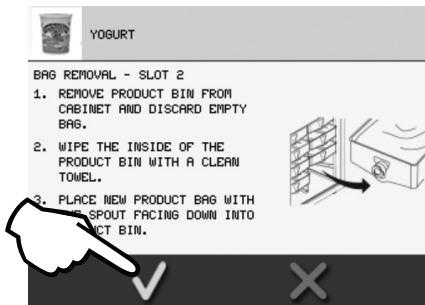 YOGURT
BAG REMOVAL - SLOT 2
1. REMOVE PRODUCT BIN FROM
CABINET AND DISCARD EMPTY
BAG.
2. WIPE THE INSIDE OF THE
PRODUCT BIN WITH A CLEAN
TOWEL.
3. PLACE NEW PRODUCT BAG WITH
SPOUT FACING DOWN INTO
BIN.